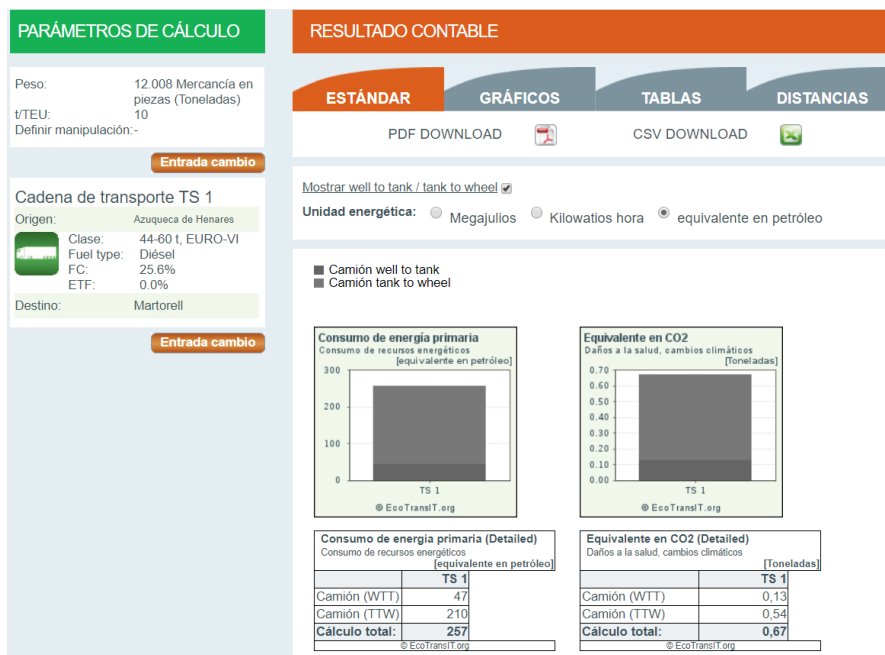 PARÁMETROS DE CÁLCULO
Peso: 12.008 Mercancía en
piezas (Toneladas)
t/TEU: 10
Definir manipulación:-
Entrada cambio
Cadena de transporte TS 1
Origen: Azuqueca de Henares
Clase: 44-60 t, EURO-VI
Fuel type: Diésel
FC: 25.6%
ETF: 0.0%
Destino: Martorell
Entrada cambio
RESULTADO CONTABLE
ESTÁNDAR GRÁFICOS TABLAS DISTANCIAS
PDF DOWNLOAD CSV DOWNLOAD
Mostrar well to tank / tank to wheel
Unidad energética: Megajulios Kilowatios hora equivalente en petróleo
Camión well to tank
Camión tank to wheel
Consumo de energía primaria
Consumo de recursos energéticos
[equivalente en petróleo]
300
200
100
0
TS 1
© EcoTransIT.org
Equivalente en CO2
Daños a la salud, cambios climáticos
[Toneladas]
0.70
0.60
0.50
0.40
0.30
0.20
0.10
0.00
TS 1
© EcoTransIT.org
Consumo de energía primaria (Detailed)
Consumo de recursos energéticos
[equivalente en petróleo]
TS 1
Camión (WTT) 47
Camión (TTW) 210
Cálculo total: 257
© EcoTransIT.org
Equivalente en CO2 (Detailed)
Daños a la salud, cambios climáticos
[Toneladas]
TS 1
Camión (WTT) 0,13
Camión (TTW) 0,54
Cálculo total: 0,67
© EcoTransIT.org